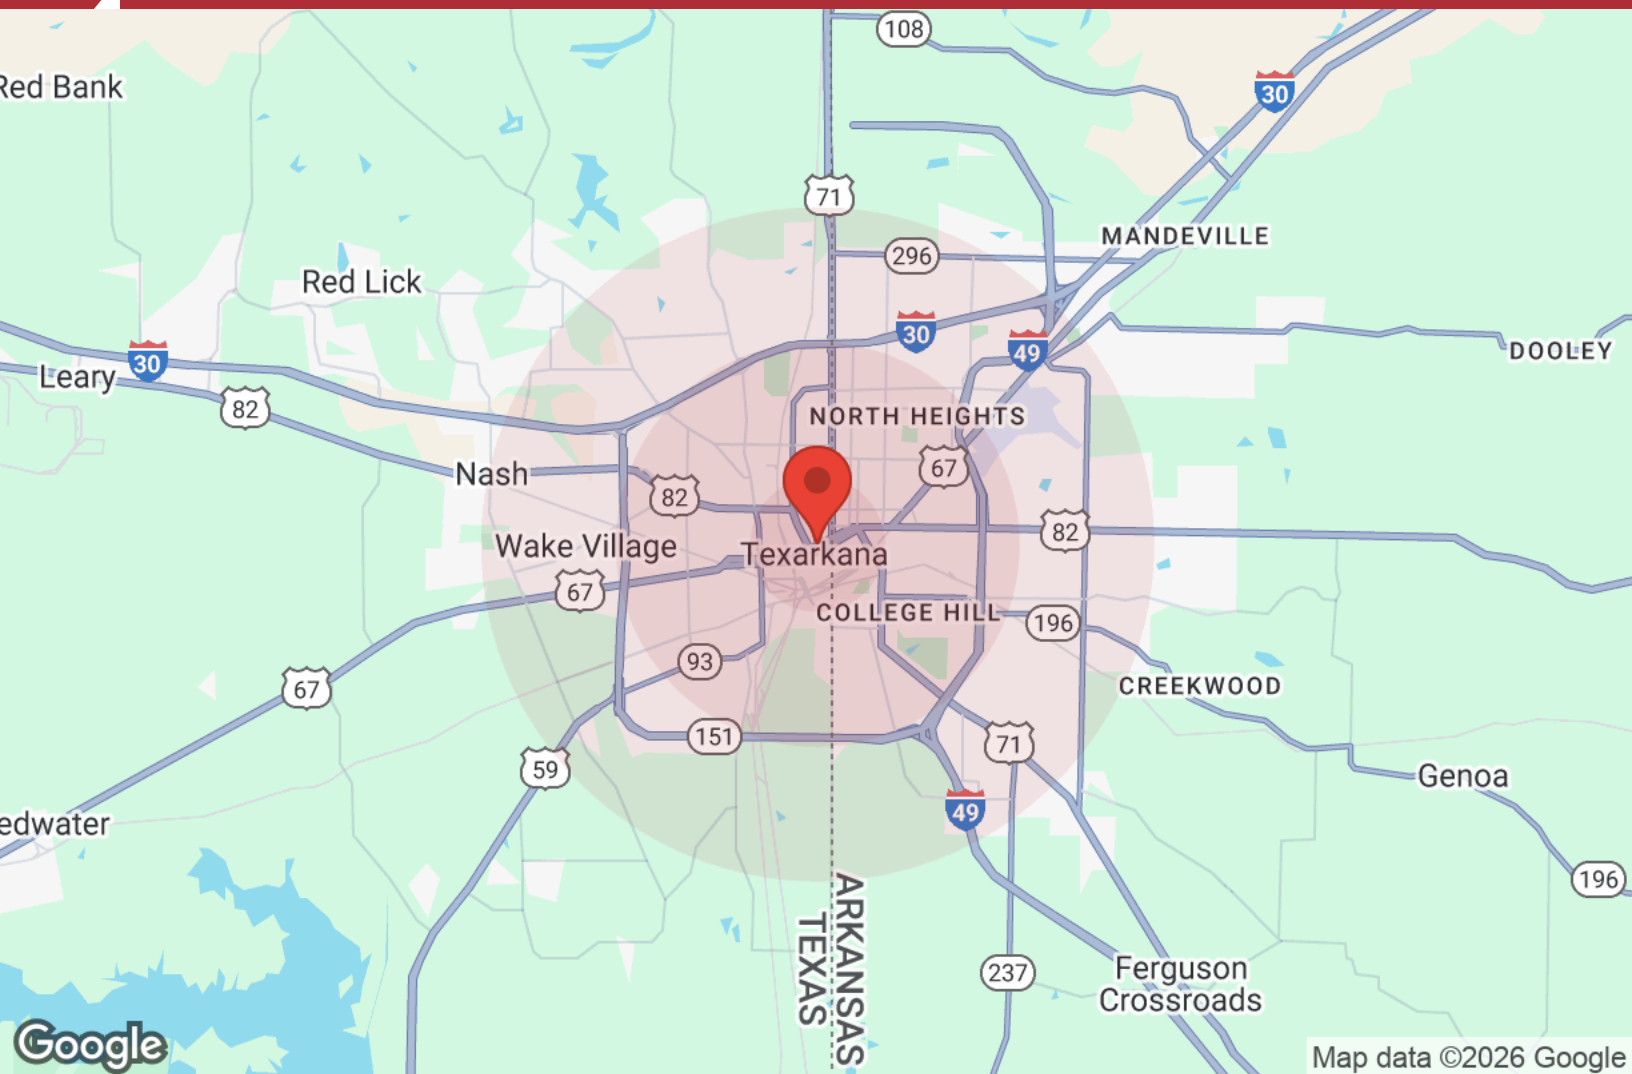 108
Red Bank
30
71
MANDEVILLE
296
Red Lick
30
49
DOOLEY
30
Leary
82
NORTH HEIGHTS
67
Nash
82
82
Wake Village
Texarkana
67
COLLEGE HILL
196
93
67
CREEKWOOD
151
71
59
Genoa
49
edwater
196
ARKANSAS
TEXAS
237
Ferguson
Crossroads
Google
Map data ©2026 Google